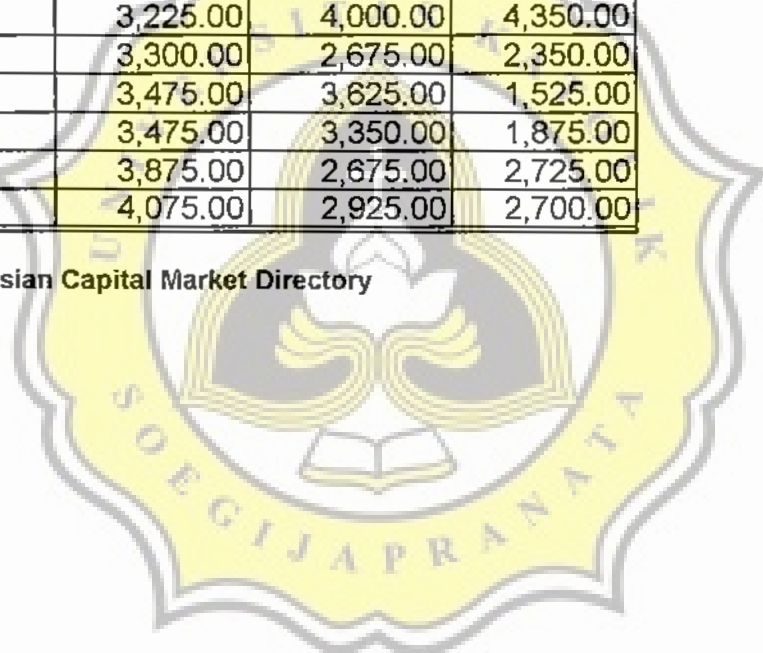 3,225.00 4,000.00 4,350.00
3,300.00 2,675.00 2,350.00
3,475.00 3,625.00 1,525.00
3,475.00 3,350.00 1,875.00
3,875.00 2,675.00 2,725.00
4,075.00 2,925.00 2,700.00
sian Capital Market Directory
SOEGIJAPRANATA